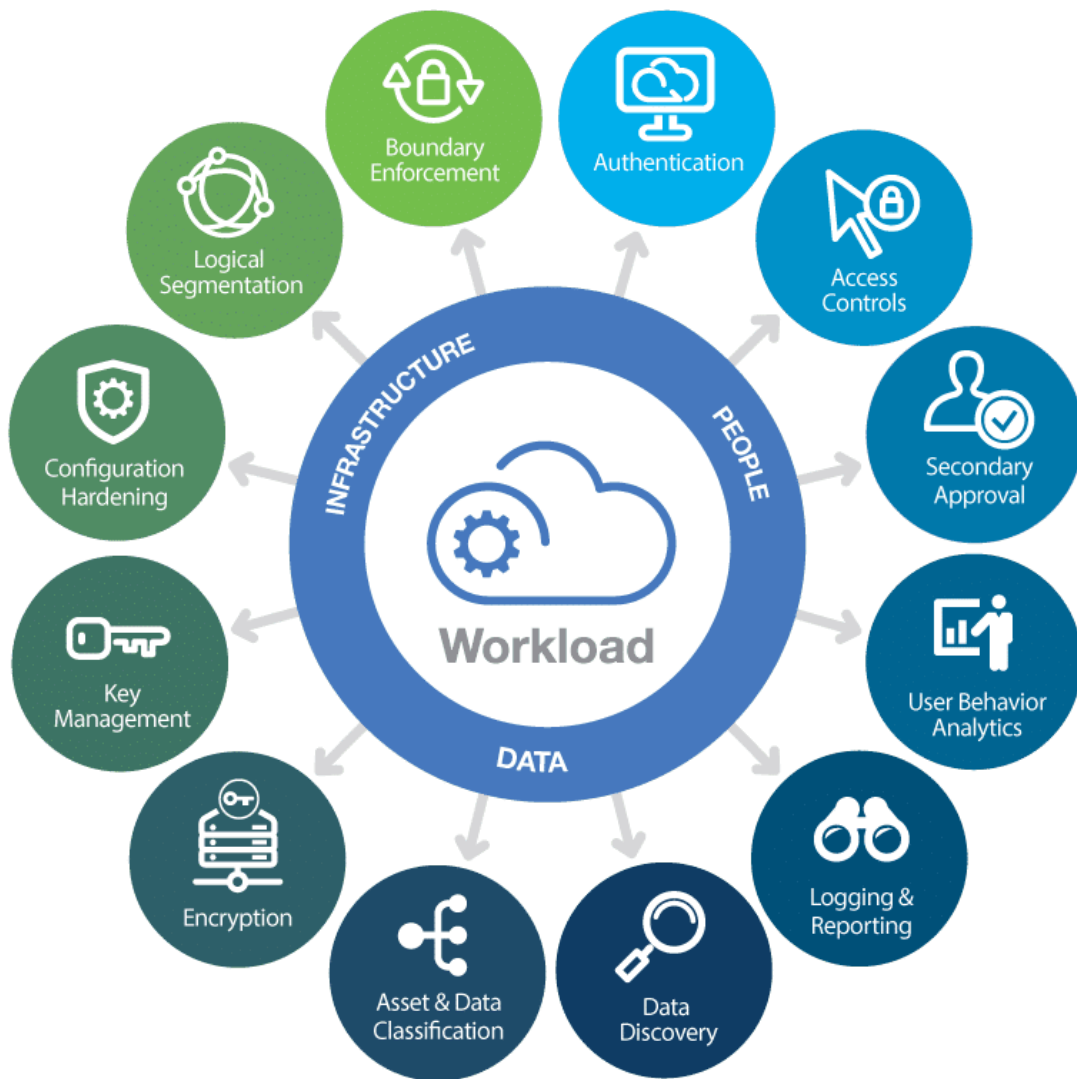 Boundary
Enforcement
Authentication
Logical
Segmentation
Access
Controls
INFRASTRUCTURE
PEOPLE
Configuration
Hardening
Secondary
Approval
Workload
Key
Management
User Behavior
Analytics
DATA
Encryption
Logging &
Reporting
Asset & Data
Classification
Data
Discovery